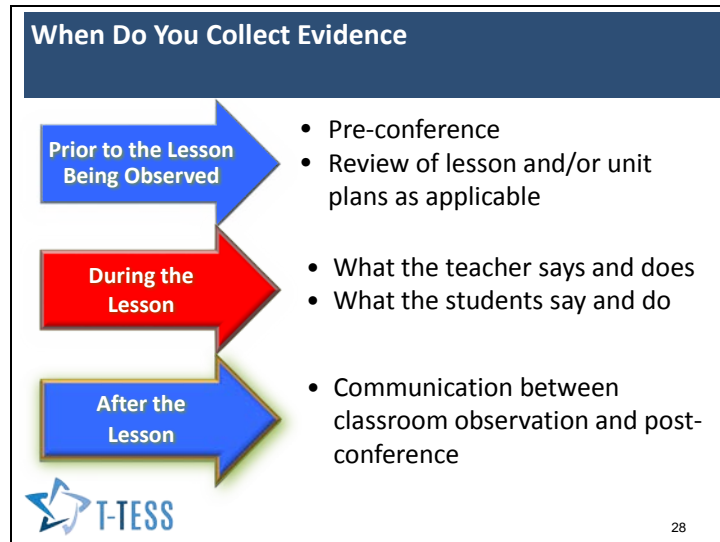 When Do You Collect Evidence
Prior to the Lesson
Being Observed
• Pre-conference
• Review of lesson and/or unit
plans as applicable
During the
Lesson
• What the teacher says and does
• What the students say and do
After the
Lesson
• Communication between
classroom observation and post-
conference
T-TESS
28